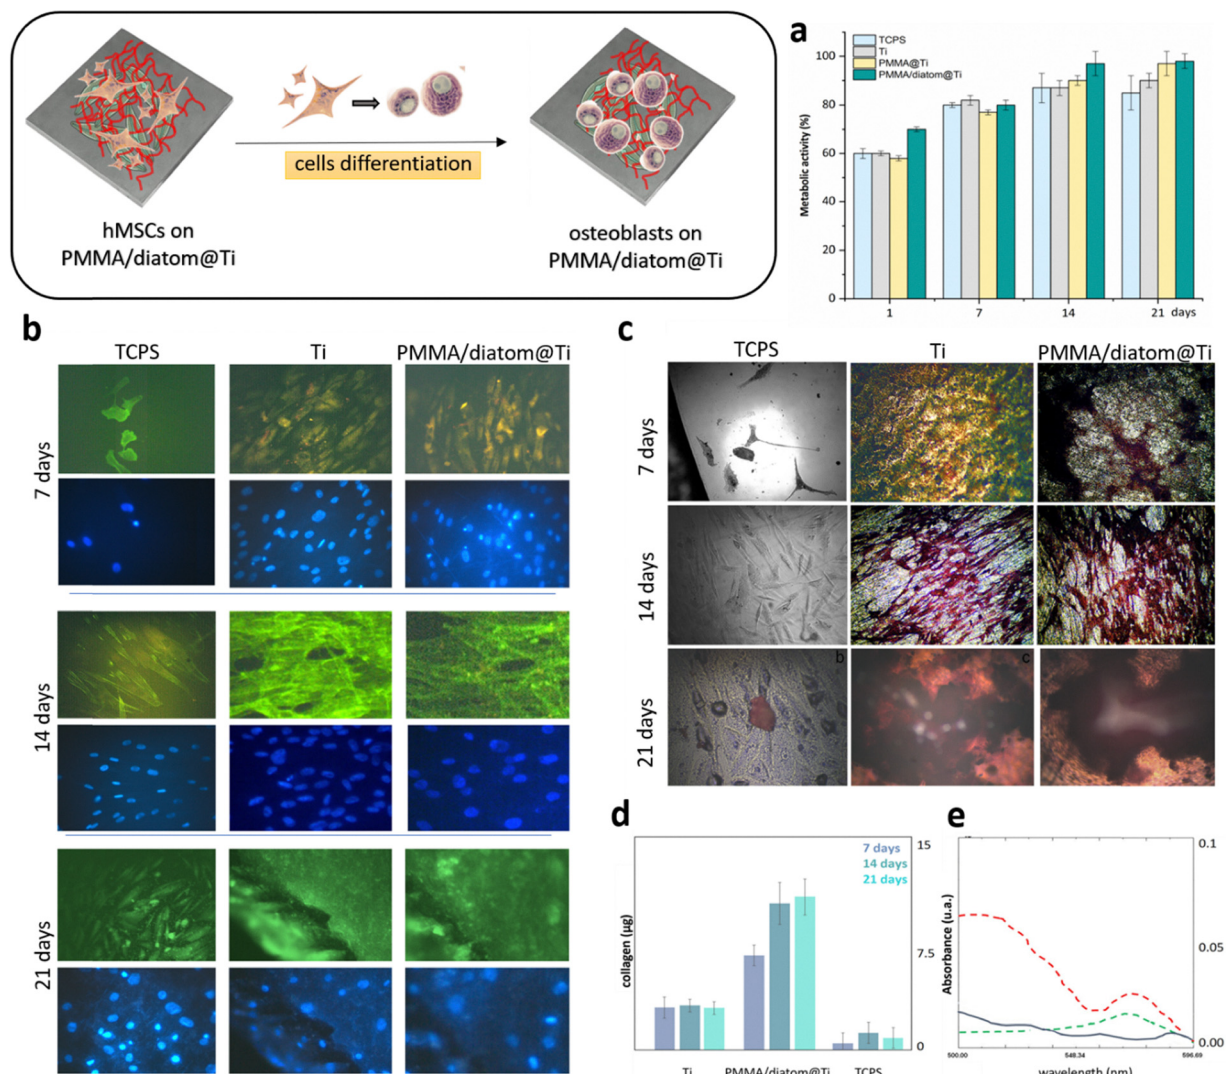 cells differentiation
hMSCs on
PMMA/diatom@Ti
osteoblasts on
PMMA/diatom@Ti
a
TCPS
Ti
PMMA@Ti
PMMA/diatom@Ti
Metabolic activity (%)
100
80
60
40
20
0
1 7 14 21 days
b
TCPS Ti PMMA/diatom@Ti
7 days
14 days
21 days
c
TCPS Ti PMMA/diatom@Ti
7 days
14 days
21 days
b
c
d
7 days
14 days
21 days
collagen (µg)
15
7.5
0
Ti PMMA/diatom@Ti TCPS
e
Absorbance (u.a.)
0.1
0.05
0.00
500.00 548.34 596.69
wavelength (nm)